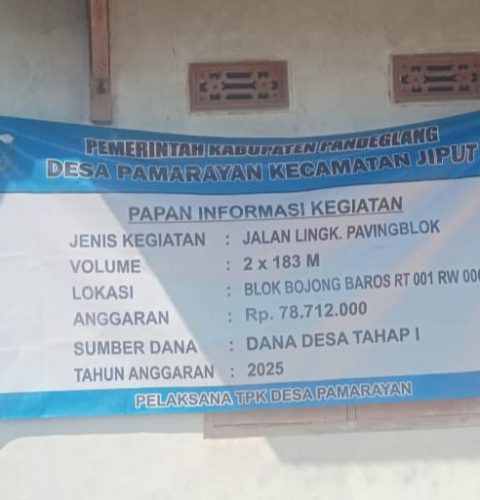 PEMERINTAH KABUPATEN PANDEGLANG
DESA PAMARAYAN KECAMATAN JIPUT
PAPAN INFORMASI KEGIATAN
JENIS KEGIATAN : JALAN LINGK. PAVINGBLOK
VOLUME : 2 x 183 M
LOKASI : BLOK BOJONG BAROS RT 001 RW
ANGGARAN : Rp. 78.712.000
SUMBER DANA : DANA DESA TAHAP I
TAHUN ANGGARAN : 2025
PELAKSANA TPK DESA PAMARAYAN